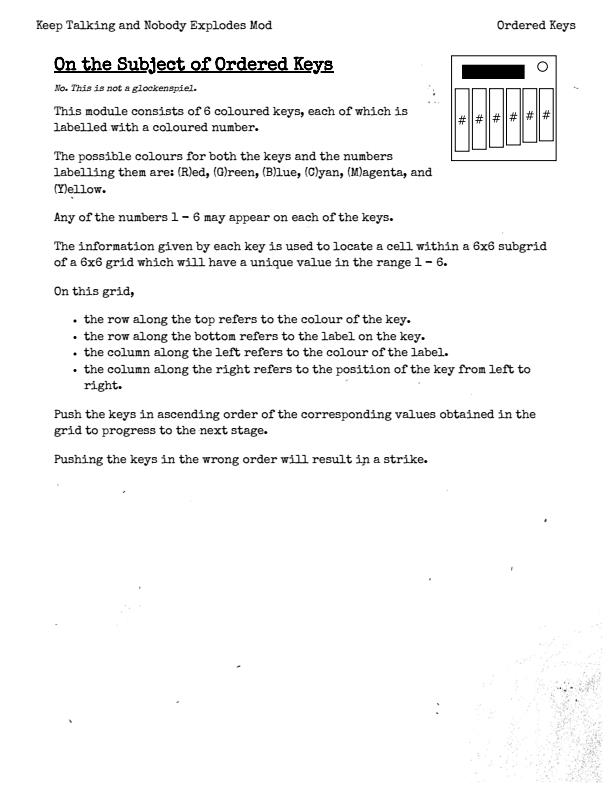 Keep Talking and Nobody Explodes Mod
Ordered Keys
On the Subject of Ordered Keys
No. This is not a glockenspiel.
This module consists of 6 coloured keys, each of which is
labelled with a coloured number.
The possible colours for both the keys and the numbers
labelling them are: (R)ed, (G)reen, (B)lue, (C)yan, (M)agenta, and
(Y)ellow.
# # # # # #
Any of the numbers 1 – 6 may appear on each of the keys.
The information given by each key is used to locate a cell within a 6x6 subgrid
of a 6x6 grid which will have a unique value in the range 1 – 6.
On this grid,
• the row along the top refers to the colour of the key.
• the row along the bottom refers to the label on the key.
• the column along the left refers to the colour of the label.
• the column along the right refers to the position of the key from left to
right.
Push the keys in ascending order of the corresponding values obtained in the
grid to progress to the next stage.
Pushing the keys in the wrong order will result in a strike.